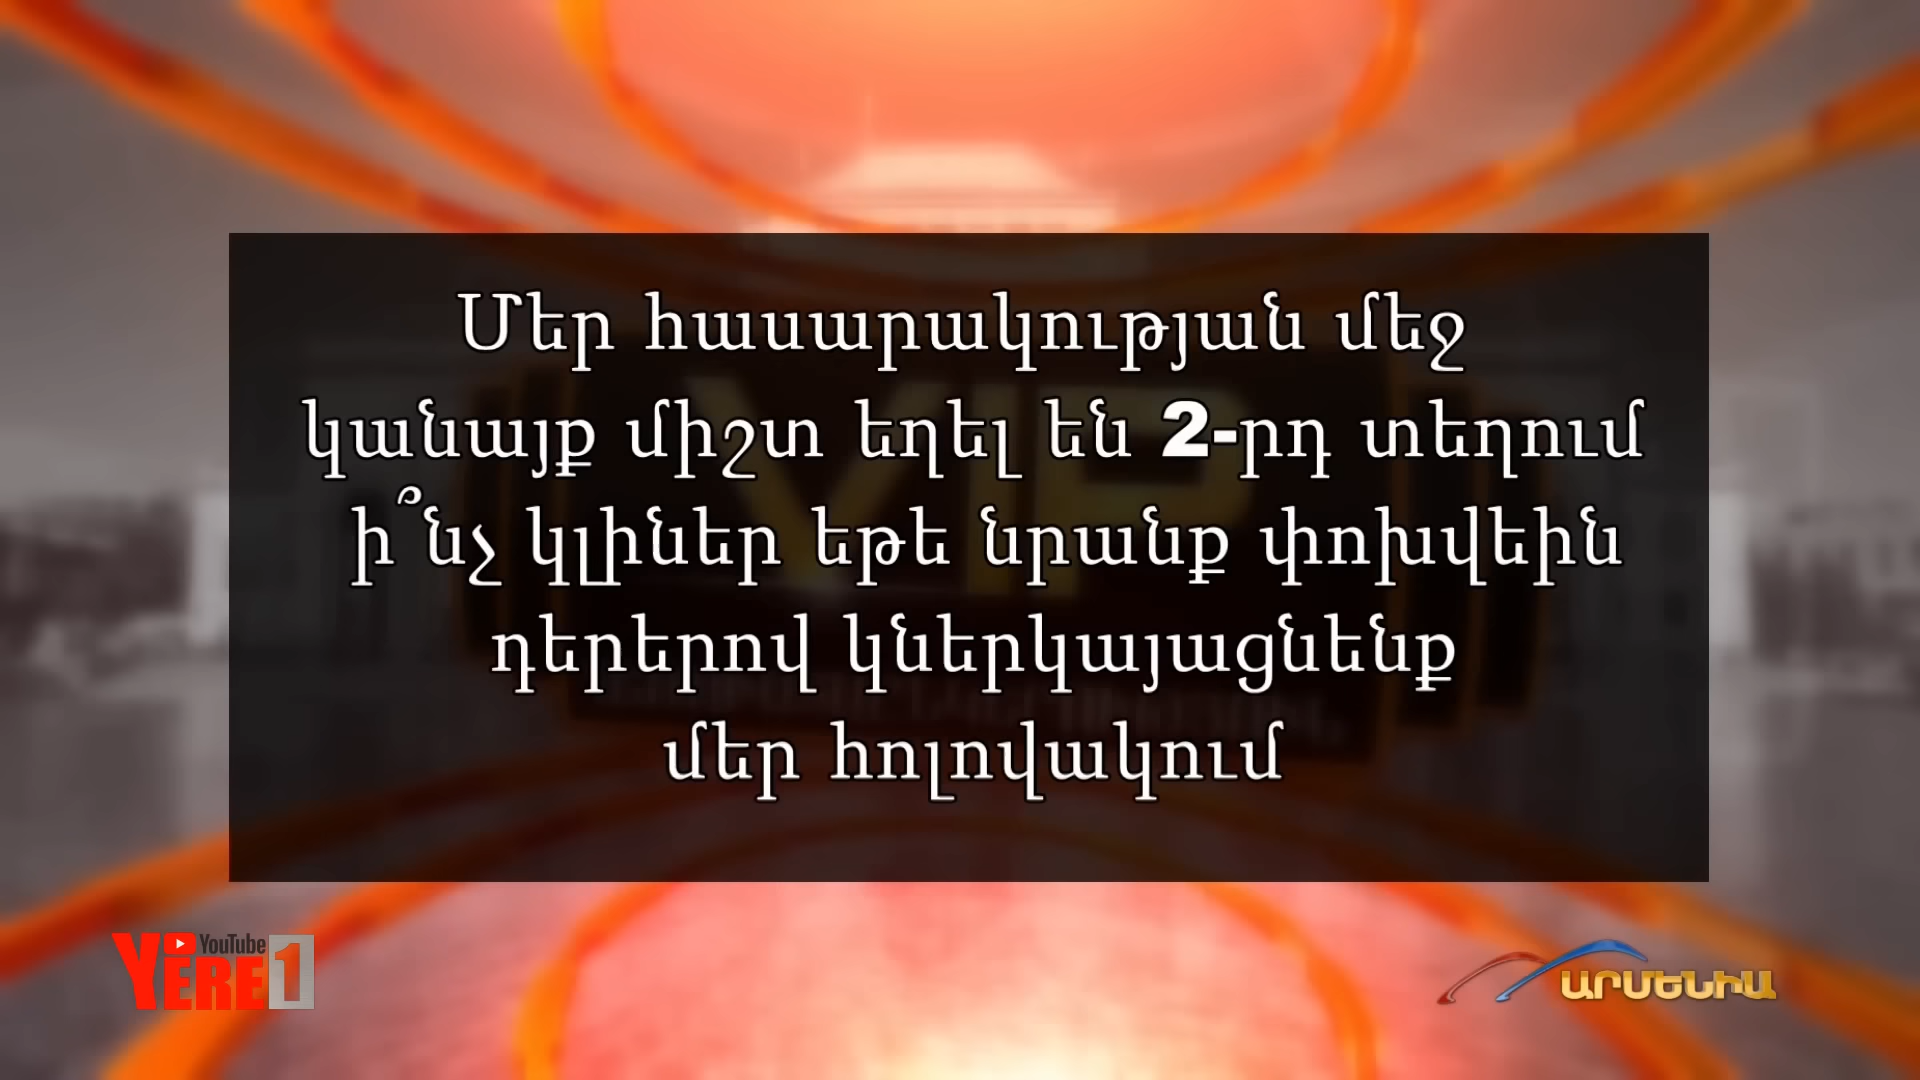 Մեր հասարակության մեջ
կանայք միշտ եղել են 2-րդ տեղում
ի՞նչ կլիներ եթե նրանք փոխվեին
դերերով կներկայացնենք
մեր հոլովակում
YouTube
YERE1
ԱՐՄԵՆԻԱ
VIP